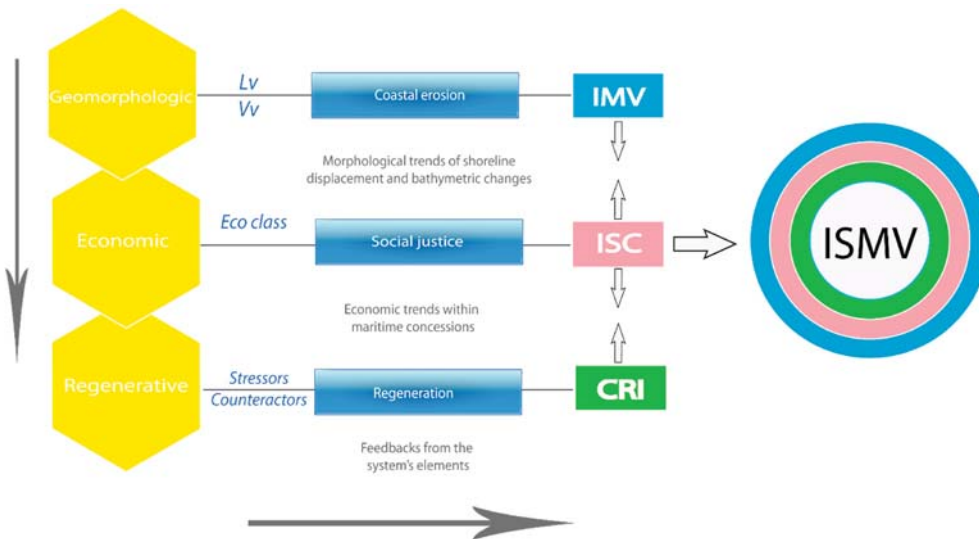 Geomorphologic
Lv
Vv
Coastal erosion
IMV
Morphological trends of shoreline
displacement and bathymetric changes
Economic
Eco class
Social justice
ISC
ISMV
Economic trends within
maritime concessions
Regenerative
Stressors
Counteractors
Regeneration
CRI
Feedbacks from the
system's elements